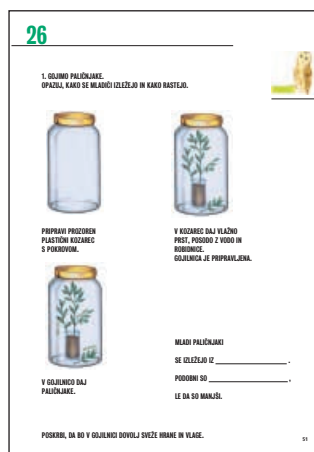 26
1. GOJIMO PALIČNJAKE.
OPAZUJ, KAKO SE MLADIČI IZLEŽEJO IN KAKO RASTEJO.
PRIPRAVI PROZOREN
PLASTIČNI KOZAREC
S POKROVOM.
V KOZAREC DAJ VLAŽNO
PRST, POSODO Z VODO IN
ROBIDNICE.
GOJILNICA JE PRIPRAVLJENA.
V GOJILNICO DAJ
PALIČNJAKE.
MLADI PALIČNJAKI
SE IZLEŽEJO IZ ____________ .
PODOBNI SO ____________ ,
LE DA SO MANJŠI.
POSKRBI, DA BO V GOJILNICI DOVOLJ SVEŽE HRANE IN VLAGE.
51